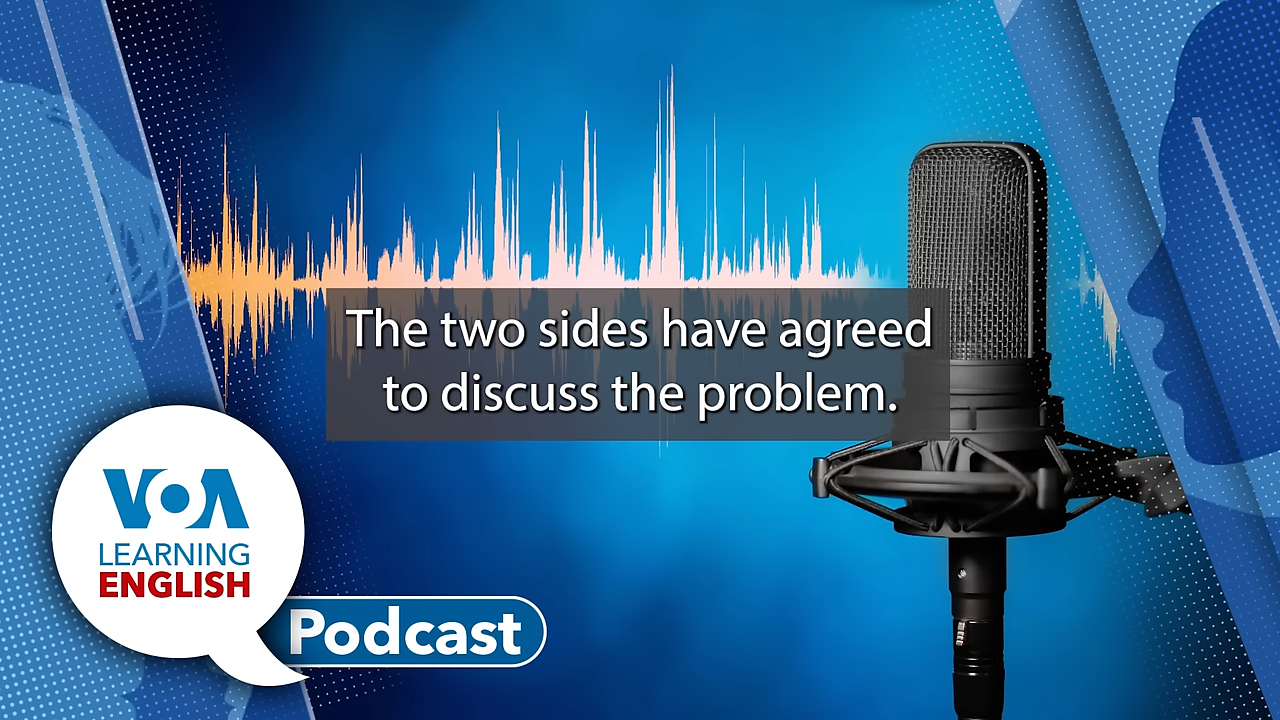 The two sides have agreed
to discuss the problem.
VOA
LEARNING
ENGLISH
Podcast